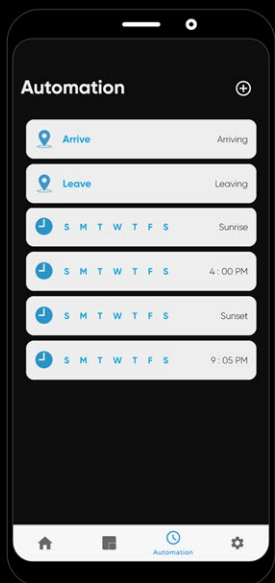 Automation
Arrive Arriving
Leave Leaving
S M T W T F S Sunrise
S M T W T F S 4 : 00 PM
S M T W T F S Sunset
S M T W T F S 9 : 05 PM
Automation